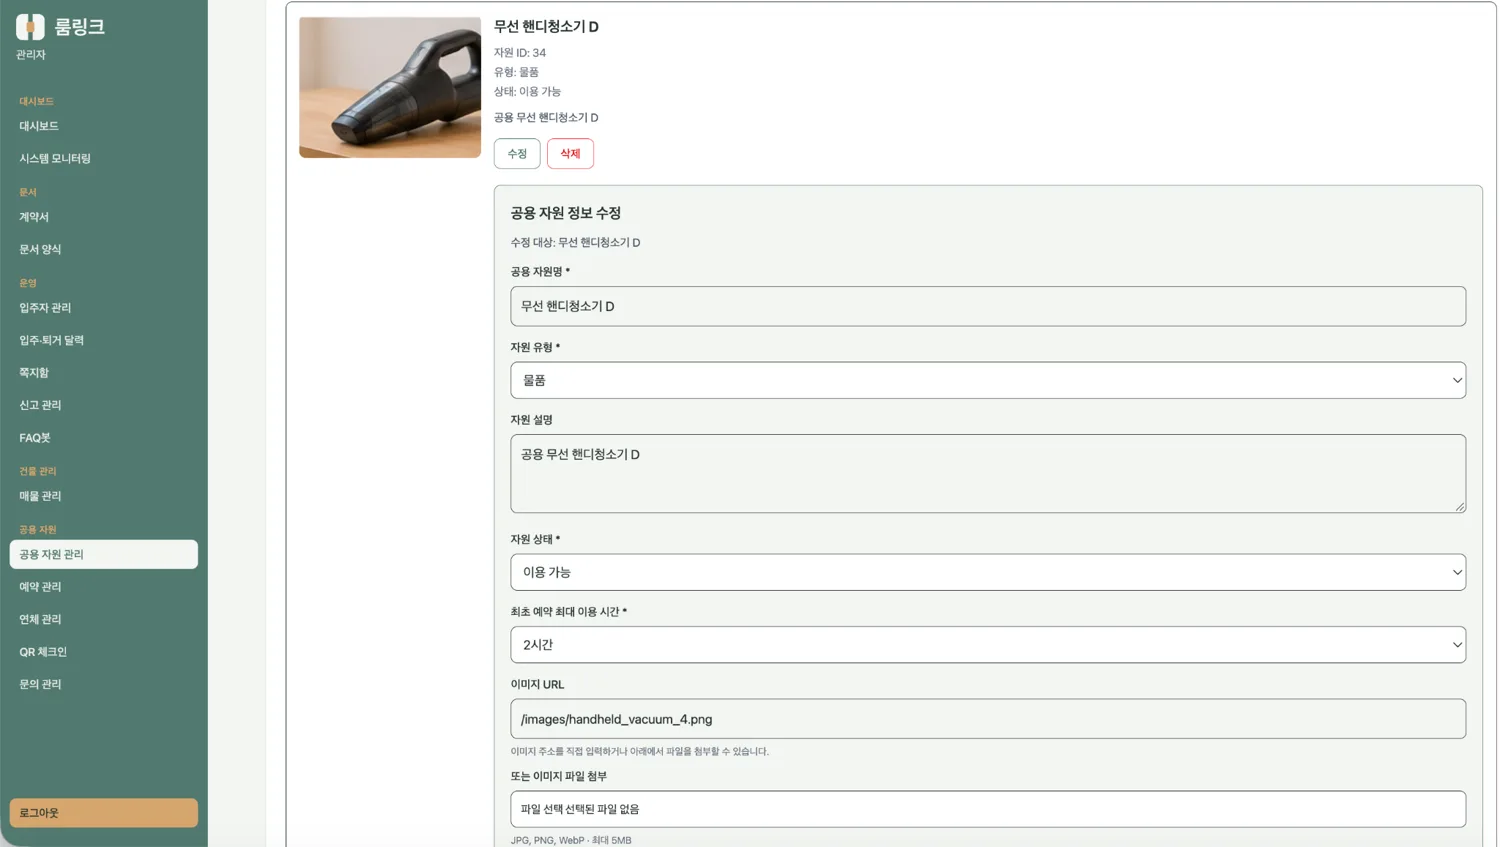 룸링크
관리자
대시보드
대시보드
시스템 모니터링
문서
계약서
문서 양식
운영
입주자 관리
입주·퇴거 달력
쪽지함
신고 관리
FAQ봇
건물 관리
매물 관리
공용 자원
공용 자원 관리
예약 관리
연체 관리
QR 체크인
문의 관리
로그아웃
무선 핸디청소기 D
자원 ID: 34
유형: 물품
상태: 이용 가능
공용 무선 핸디청소기 D
수정 삭제
공용 자원 정보 수정
수정 대상: 무선 핸디청소기 D
공용 자원명 *
무선 핸디청소기 D
자원 유형 *
물품
자원 설명
공용 무선 핸디청소기 D
자원 상태 *
이용 가능
최초 예약 최대 이용 시간 *
2시간
이미지 URL
/images/handheld_vacuum_4.png
이미지 주소를 직접 입력하거나 아래에서 파일을 첨부할 수 있습니다.
또는 이미지 파일 첨부
파일 선택 선택된 파일 없음
JPG, PNG, WebP · 최대 5MB